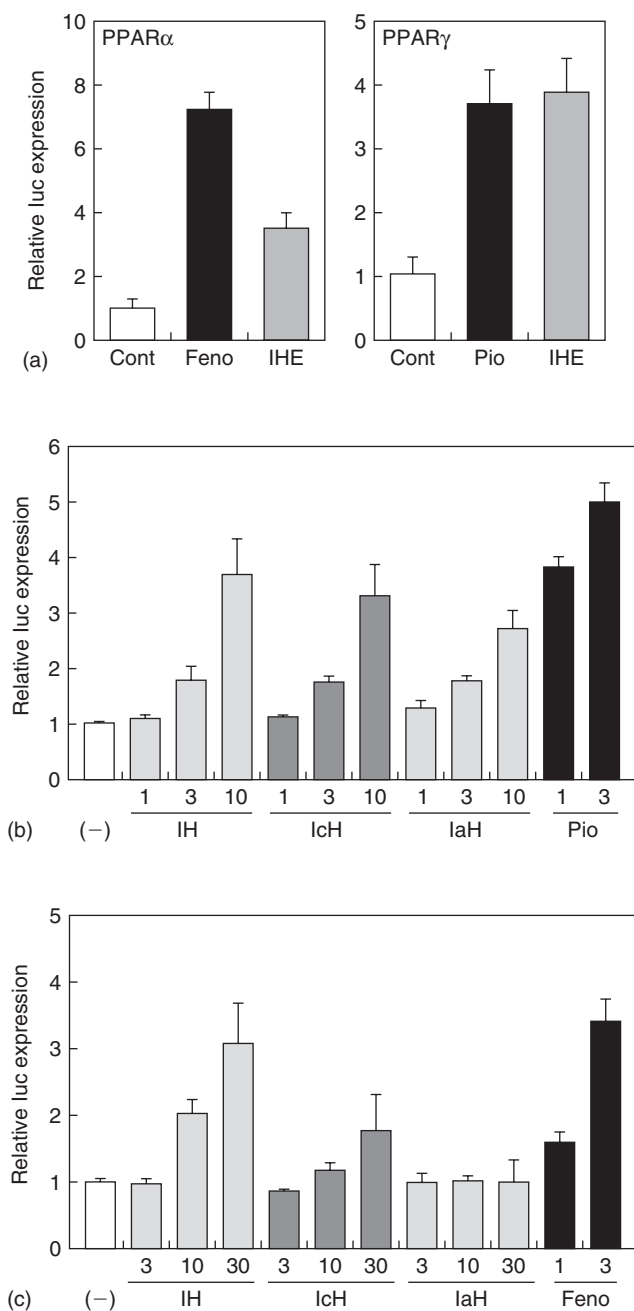 PPARα
PPARγ
Relative luc expression
10
8
6
4
2
0
5
4
3
2
1
0
Cont Feno IHE
Cont Pio IHE
(a)
Relative luc expression
6
5
4
3
2
1
0
1 3 10 1 3 10 1 3 10 1 3
(b) (−) IH IcH IaH Pio
Relative luc expression
5
4
3
2
1
0
3 10 30 3 10 30 3 10 30 1 3
(c) (−) IH IcH IaH Feno